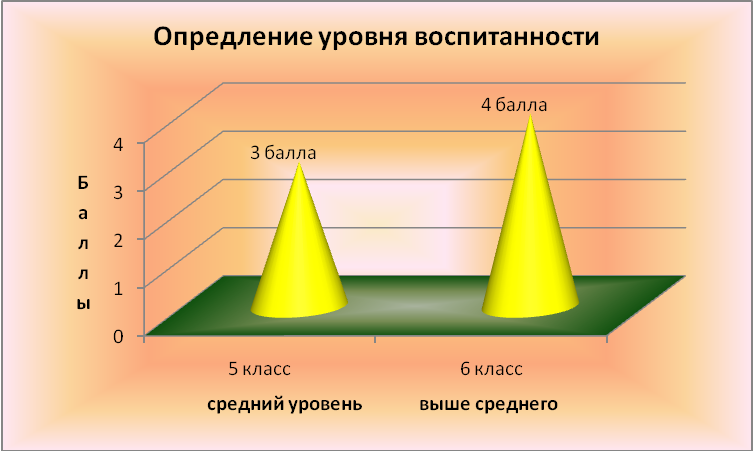 Опредление уровня воспитанности
4 балла
3 балла
Баллы
4
3
2
1
0
5 класс
6 класс
средний уровень
выше среднего